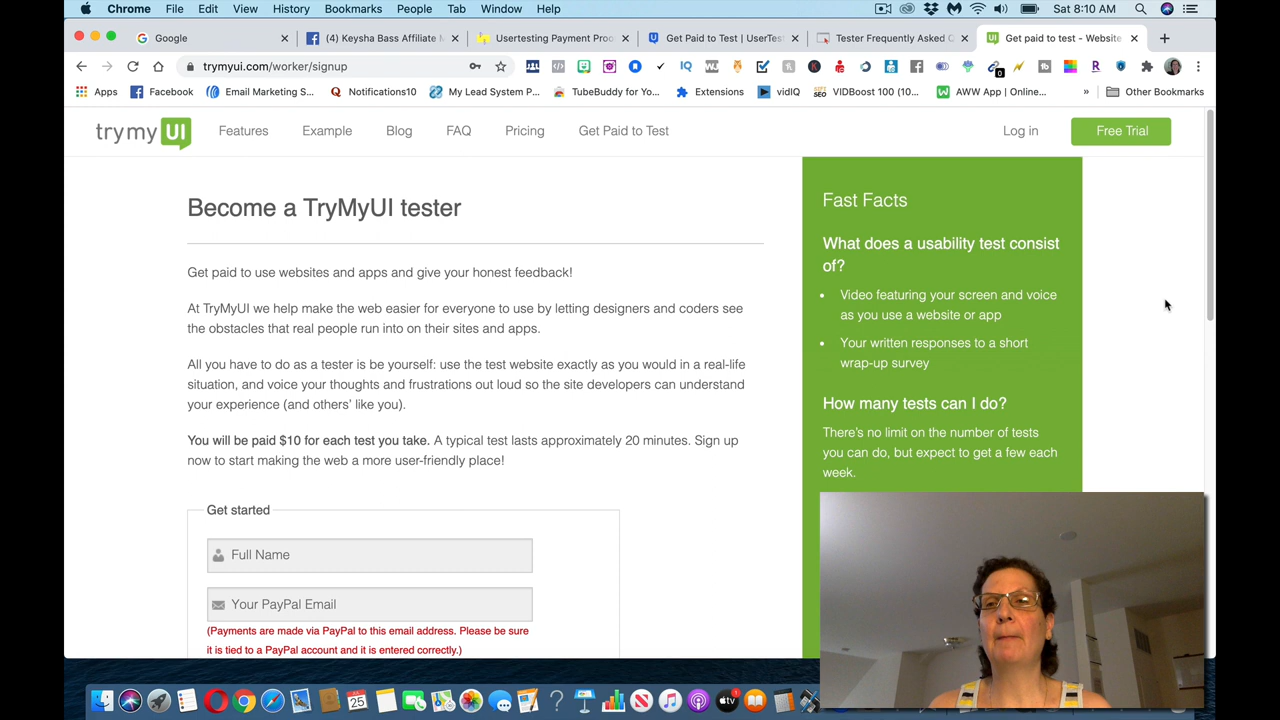 Chrome File Edit View History Bookmarks People Tab Window Help Sat 8:10 AM
Google (4) Keysha Bass Affiliate M Usertesting Payment Proo Get Paid to Test | UserTes Tester Frequently Asked Q Get paid to test - Website
trymyui.com/worker/signup
Apps Facebook Email Marketing S... Notifications10 My Lead System P... TubeBuddy for Yo... Extensions vidIQ VIDBoost 100 (10... AWW App | Online... » Other Bookmarks
trymyUI Features Example Blog FAQ Pricing Get Paid to Test Log in Free Trial
Become a TryMyUI tester
Get paid to use websites and apps and give your honest feedback!
At TryMyUI we help make the web easier for everyone to use by letting designers and coders see
the obstacles that real people run into on their sites and apps.
All you have to do as a tester is be yourself: use the test website exactly as you would in a real-life
situation, and voice your thoughts and frustrations out loud so the site developers can understand
your experience (and others' like you).
You will be paid $10 for each test you take. A typical test lasts approximately 20 minutes. Sign up
now to start making the web a more user-friendly place!
Get started
Full Name
Your PayPal Email
(Payments are made via PayPal to this email address. Please be sure
it is tied to a PayPal account and it is entered correctly.)
Fast Facts
What does a usability test consist
of?
• Video featuring your screen and voice
as you use a website or app
• Your written responses to a short
wrap-up survey
How many tests can I do?
There's no limit on the number of tests
you can do, but expect to get a few each
week.